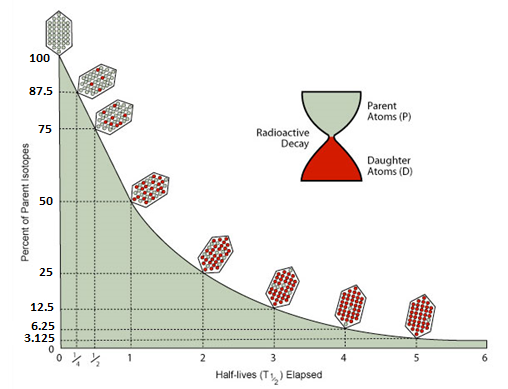 100
87.5
75
50
25
12.5
6.25
3.125
0
Percent of Parent Isotopes
Parent
Atoms (P)
Radioactive
Decay
Daughter
Atoms (D)
0 1/4 1/2 1 2 3 4 5 6
Half-lives (T1/2) Elapsed